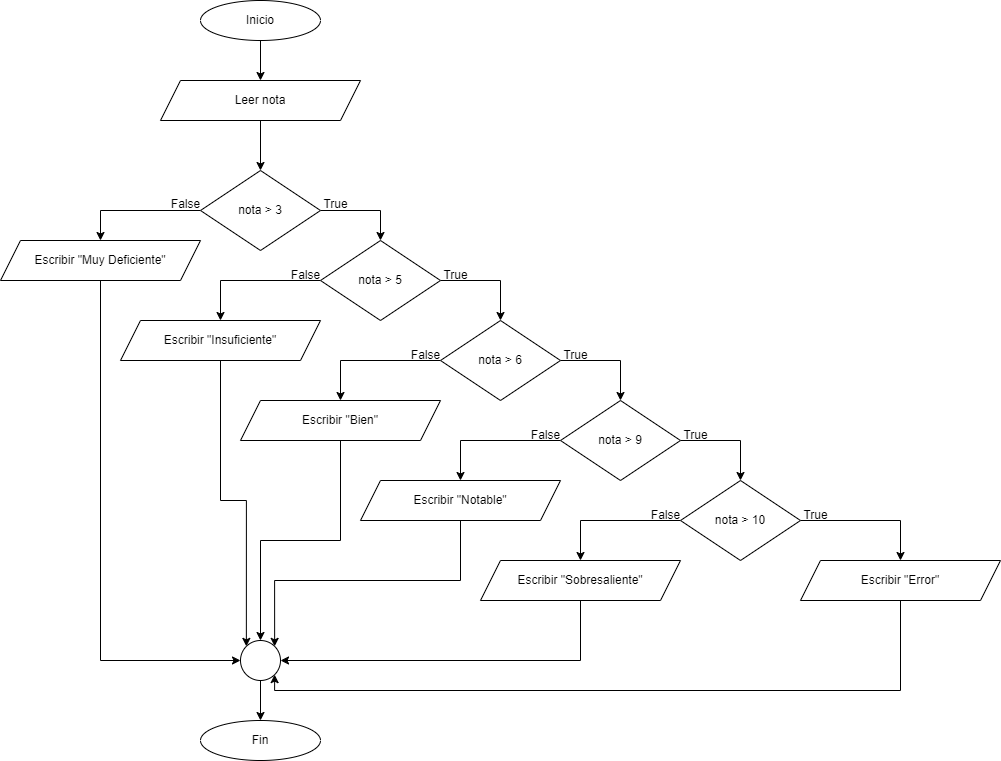 Inicio
Leer nota
nota > 3
False
True
Escribir "Muy Deficiente"
nota > 5
False
True
Escribir "Insuficiente"
nota > 6
False
True
Escribir "Bien"
nota > 9
False
True
Escribir "Notable"
nota > 10
False
True
Escribir "Sobresaliente"
Escribir "Error"
Fin